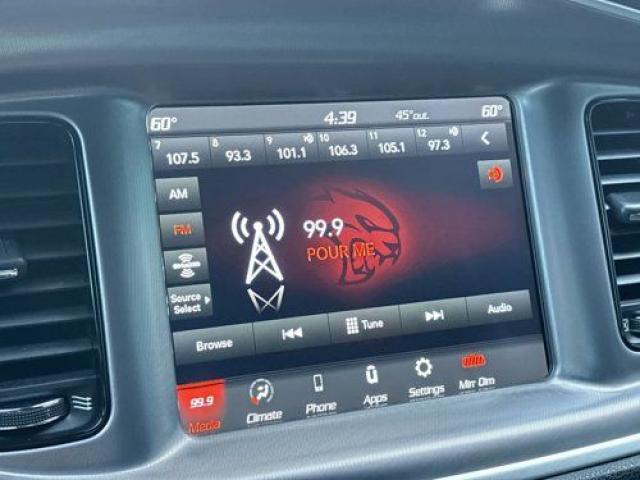 60° 4:39 45° out. 60°
7 8 9 10 11 12
107.5 93.3 101.1 106.3 105.1 97.3
AM
FM
99.9
POUR ME
Source
Select
Browse Tune Audio
99.9
Media Climate Phone Apps Settings Mirr Dim